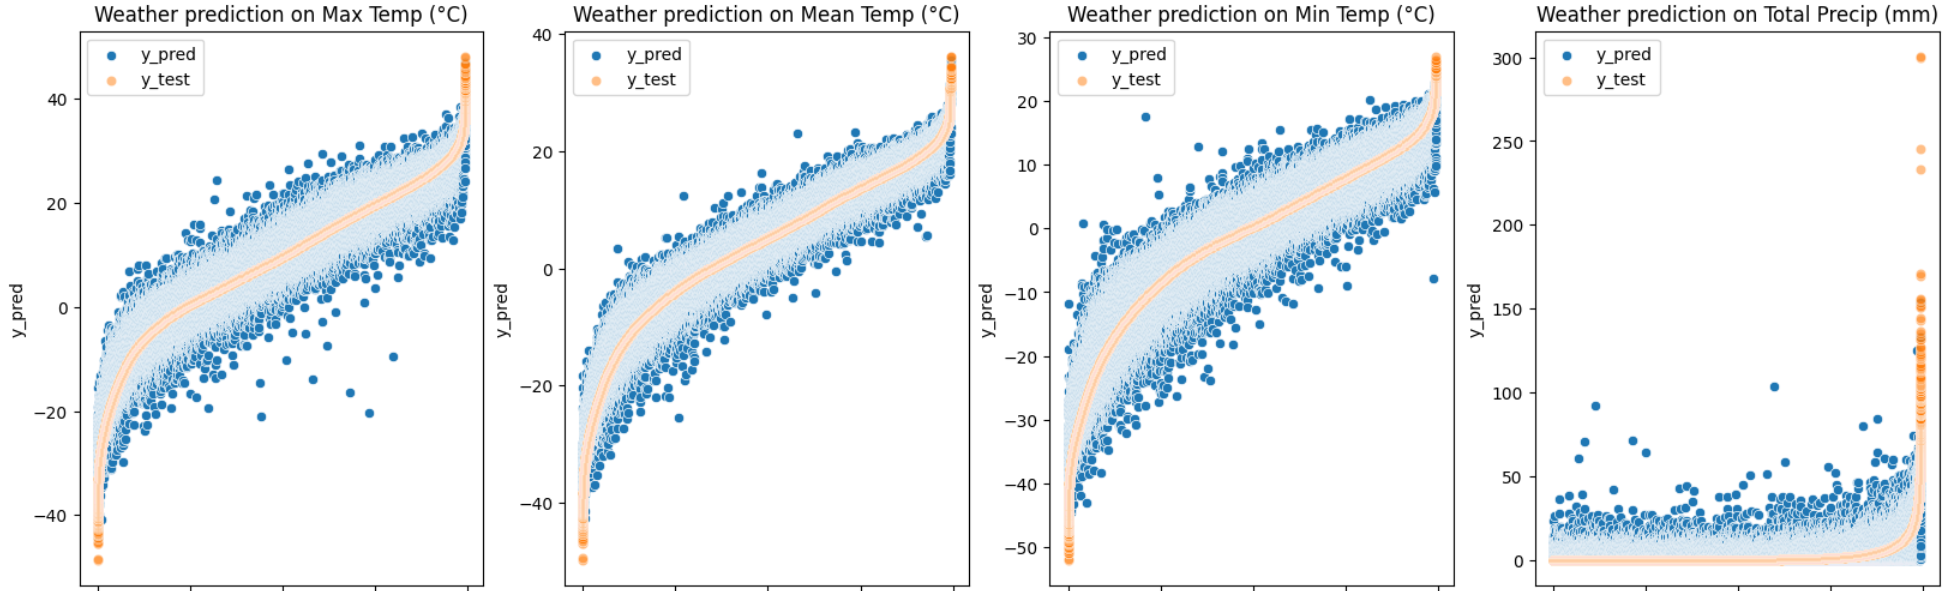 Weather prediction on Max Temp (°C)
y_pred
y_test
40
20
0
−20
−40
y_pred
Weather prediction on Mean Temp (°C)
y_pred
y_test
40
20
0
−20
−40
y_pred
Weather prediction on Min Temp (°C)
y_pred
y_test
30
20
10
0
−10
−20
−30
−40
−50
y_pred
Weather prediction on Total Precip (mm)
y_pred
y_test
300
250
200
150
100
50
0
y_pred